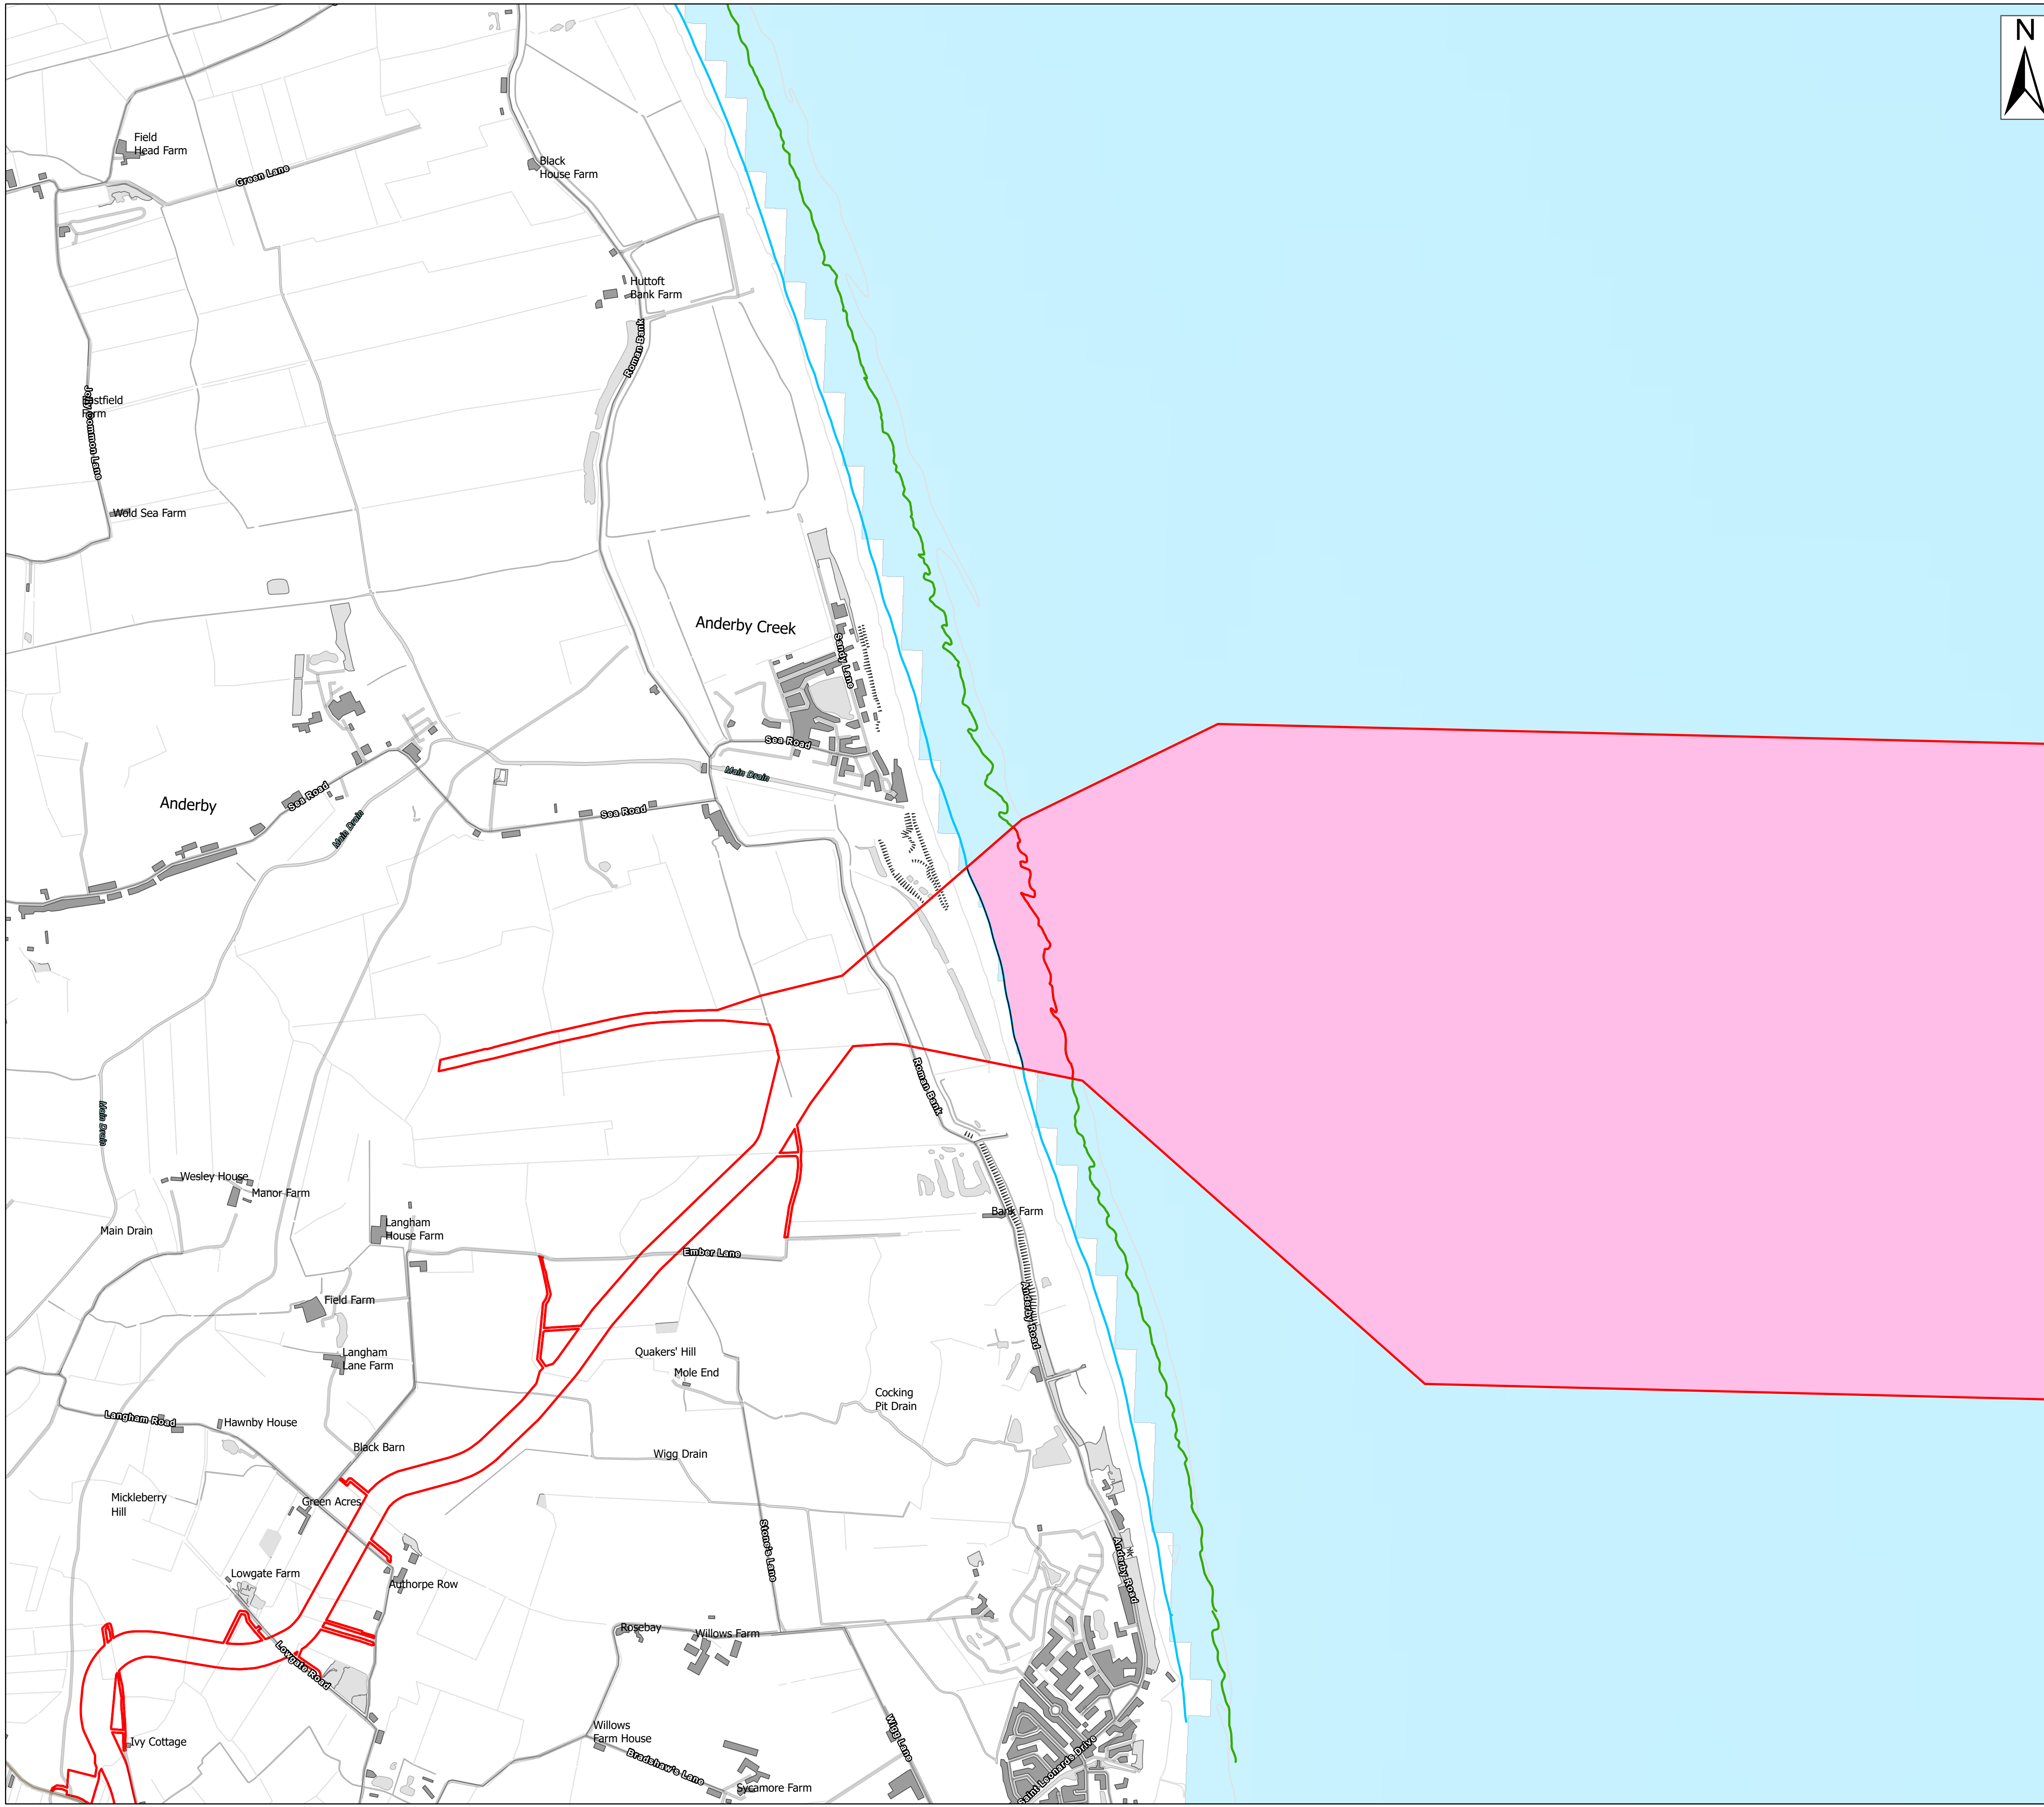 N
Field
Head Farm
Green Lane
Black
House Farm
Huttoft
Bank Farm
Roman Bank
Eastfield
Farm
Common Lane
Wold Sea Farm
Anderby Creek
Sandy Lane
Sea Road
Main Drain
Anderby
Sea Road
Sea Road
Main Drain
Main Drain
Roman Bank
Wesley House
Manor Farm
Main Drain
Langham
House Farm
Bank Farm
Ember Lane
Field Farm
Anderby Road
Langham
Lane Farm
Quakers' Hill
Mole End
Cocking
Pit Drain
Langham Road
Hawnby House
Black Barn
Wigg Drain
Mickleberry
Hill
Green Acres
Stone's Lane
Anderby Road
Lowgate Farm
Authorpe Row
Rosebay
Willows Farm
Lowgate Road
Ivy Cottage
Willows
Farm House
Wigg Lane
Bradshaw's Lane
Saint Leonards Drive
Sycamore Farm